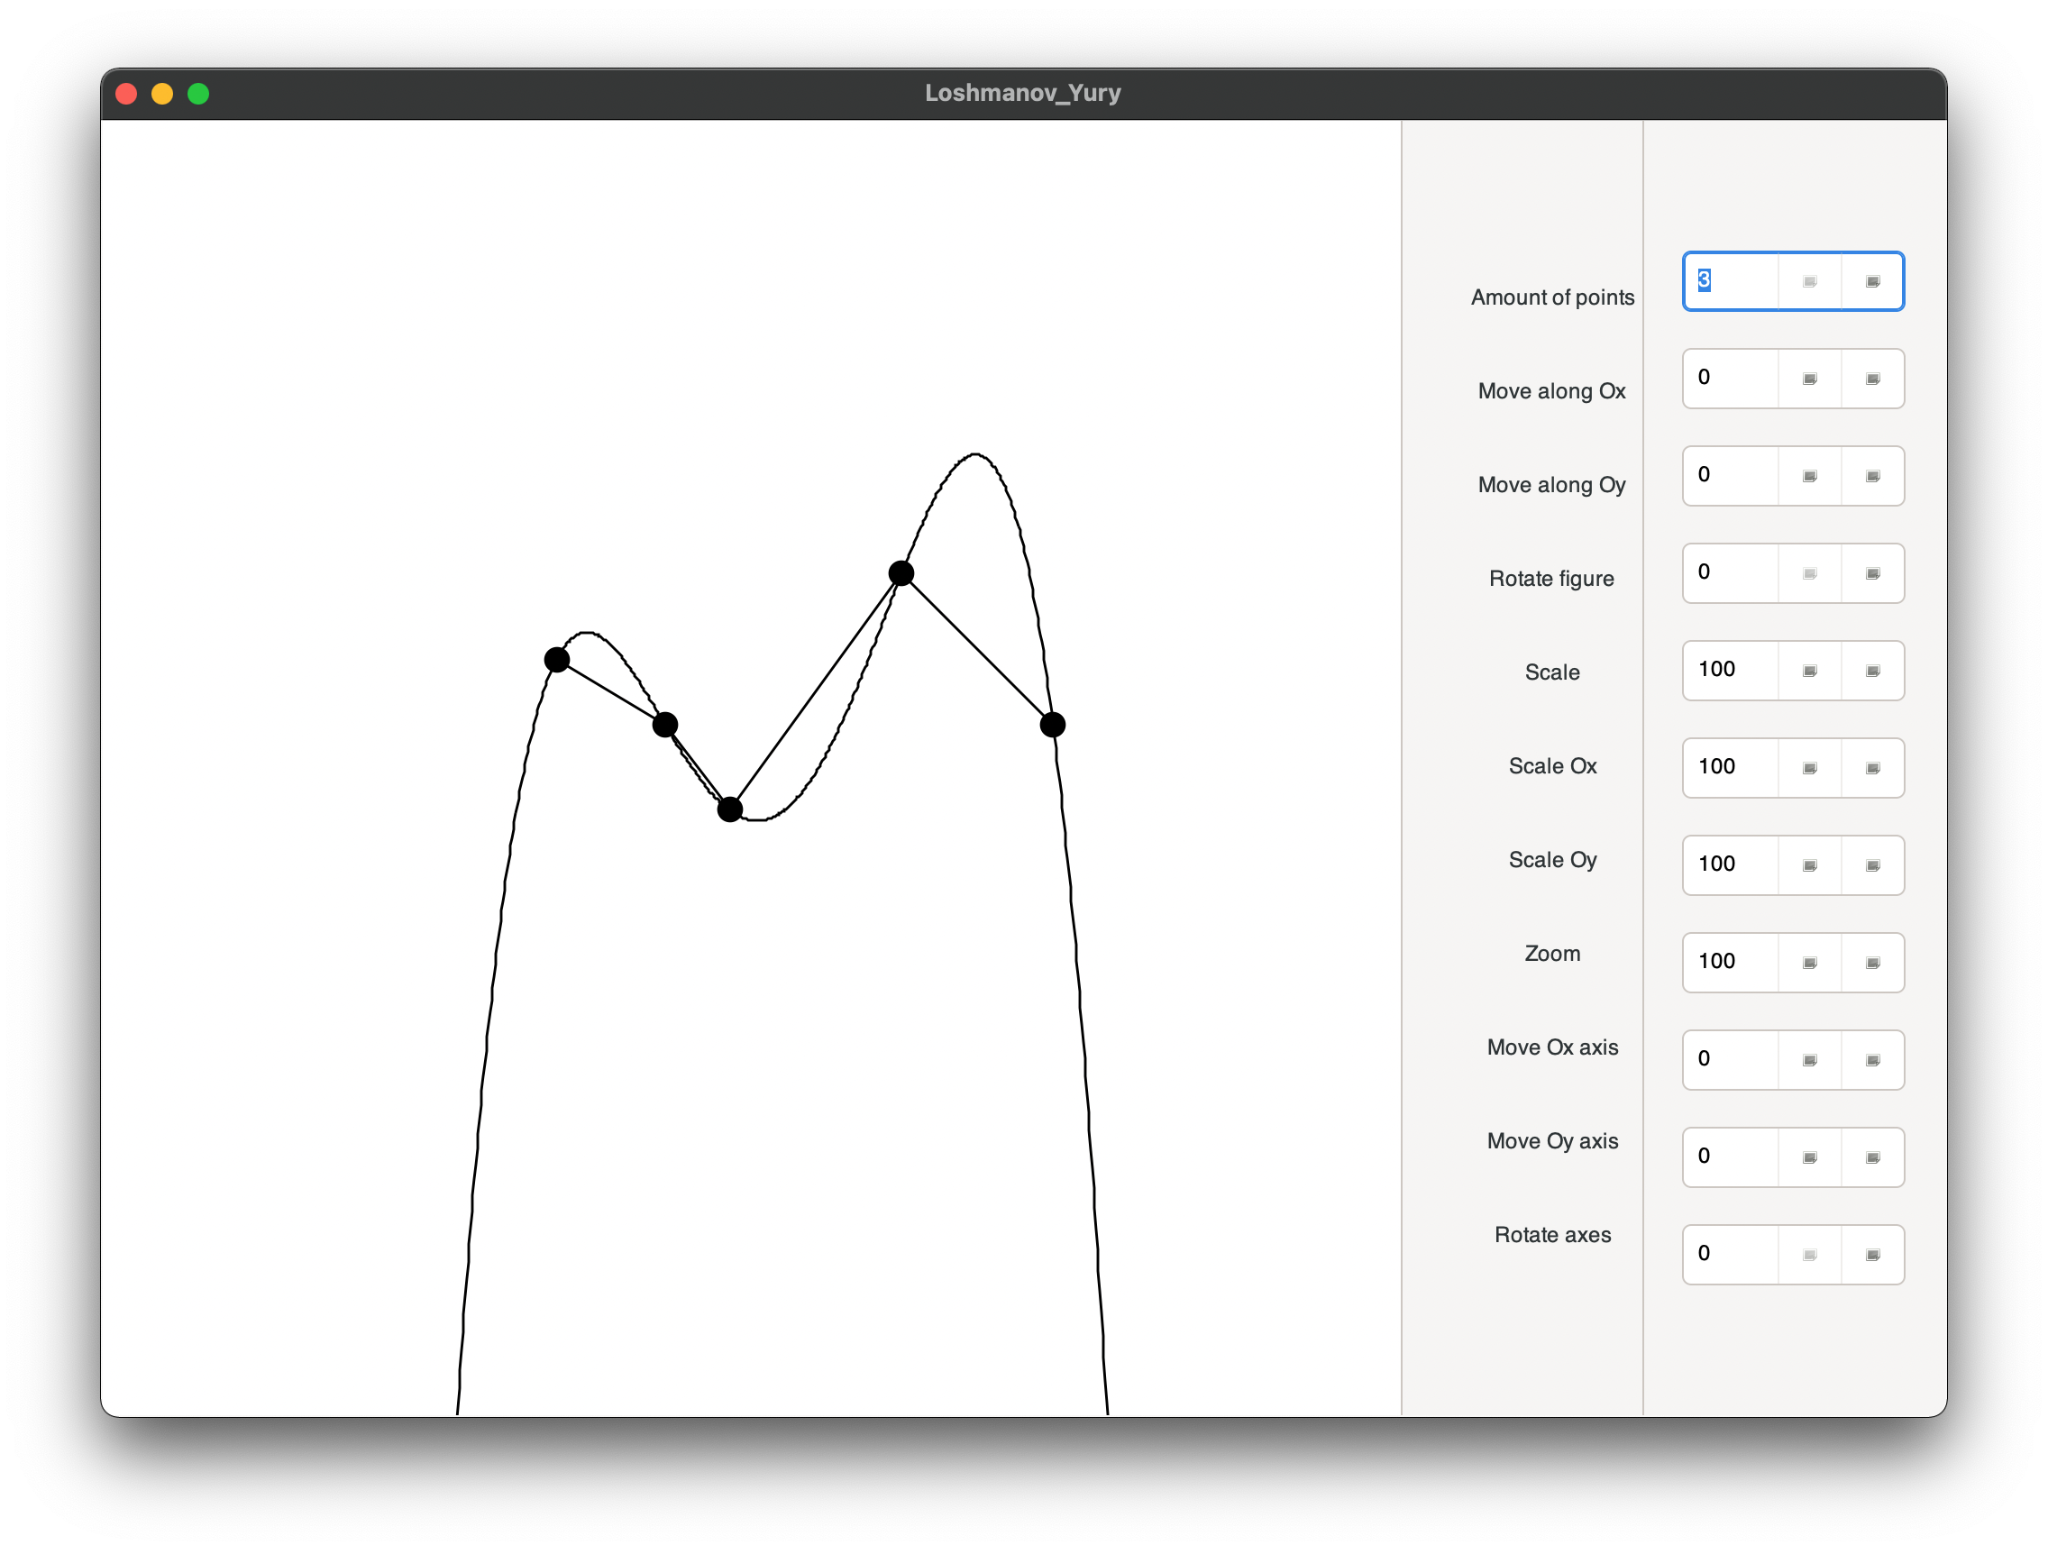 Loshmanov_Yury
Amount of points 3
Move along Ox 0
Move along Oy 0
Rotate figure 0
Scale 100
Scale Ox 100
Scale Oy 100
Zoom 100
Move Ox axis 0
Move Oy axis 0
Rotate axes 0